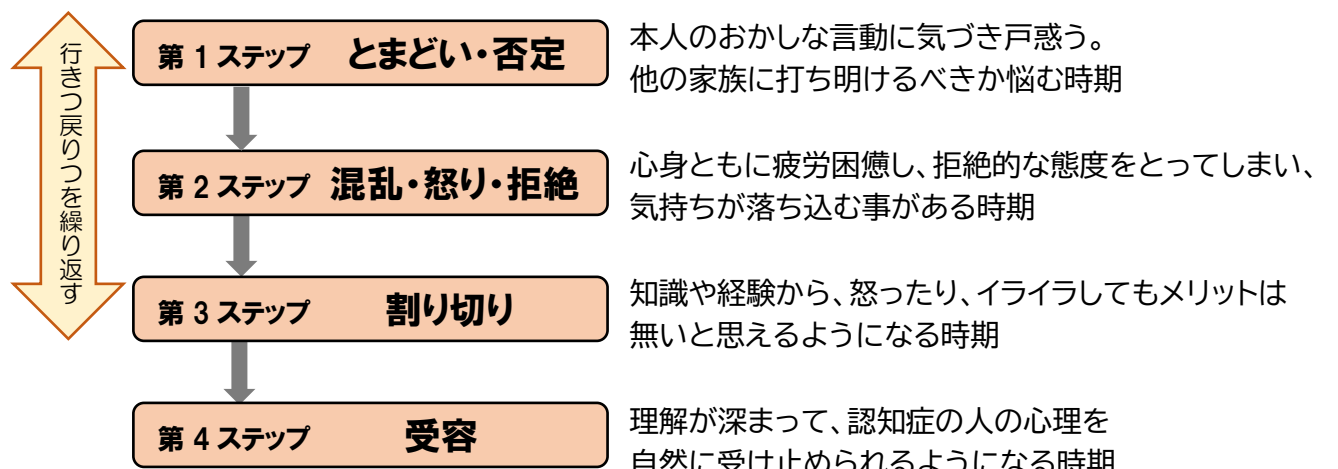 行きつ戻りつを繰り返す
第1ステップ とまどい・否定
本人のおかしな言動に気づき戸惑う。
他の家族に打ち明けるべきか悩む時期
第2ステップ 混乱・怒り・拒絶
心身ともに疲労困憊し、拒絶的な態度をとってしまい、
気持ちが落ち込む事がある時期
第3ステップ 割り切り
知識や経験から、怒ったり、イライラしてもメリットは
無いと思えるようになる時期
第4ステップ 受容
理解が深まって、認知症の人の心理を
自然に受け止められるようになる時期